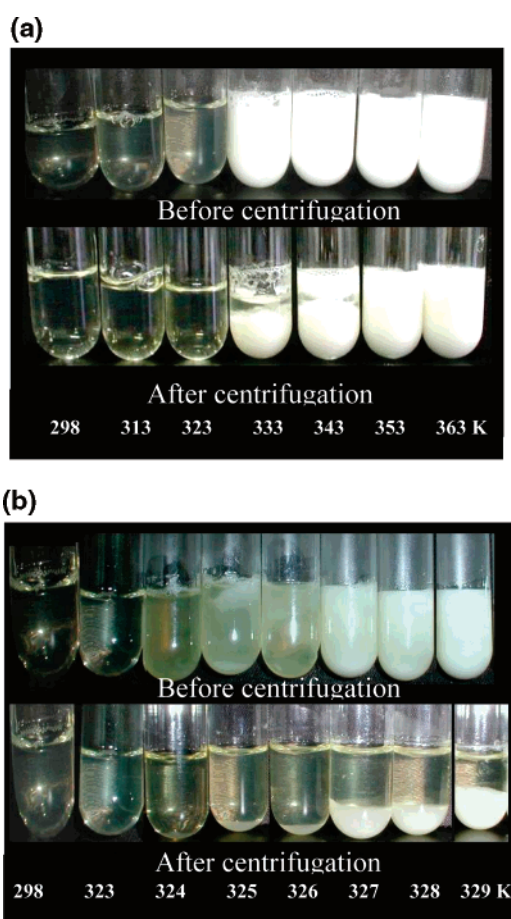 (a)
Before centrifugation
After centrifugation
298 313 323 333 343 353 363 K
(b)
Before centrifugation
After centrifugation
298 323 324 325 326 327 328 329 K